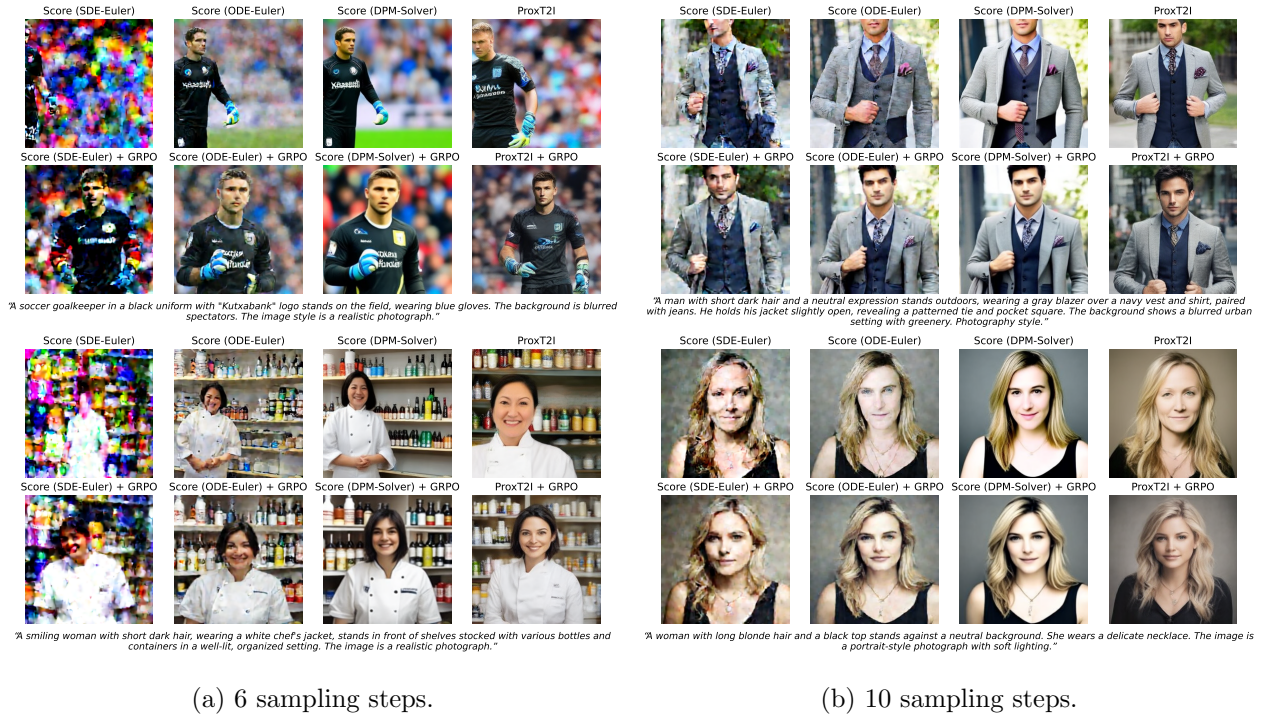 Score (SDE-Euler)
Score (ODE-Euler)
Score (DPM-Solver)
ProxT2I
Score (SDE-Euler) + GRPO
Score (ODE-Euler) + GRPO
Score (DPM-Solver) + GRPO
ProxT2I + GRPO
“A soccer goalkeeper in a black uniform with "Kutxabank" logo stands on the field, wearing blue gloves. The background is blurred
spectators. The image style is a realistic photograph.”
Score (SDE-Euler)
Score (ODE-Euler)
Score (DPM-Solver)
ProxT2I
Score (SDE-Euler) + GRPO
Score (ODE-Euler) + GRPO
Score (DPM-Solver) + GRPO
ProxT2I + GRPO
“A smiling woman with short dark hair, wearing a white chef's jacket, stands in front of shelves stocked with various bottles and
containers in a well-lit, organized setting. The image is a realistic photograph.”
(a) 6 sampling steps.
Score (SDE-Euler)
Score (ODE-Euler)
Score (DPM-Solver)
ProxT2I
Score (SDE-Euler) + GRPO
Score (ODE-Euler) + GRPO
Score (DPM-Solver) + GRPO
ProxT2I + GRPO
“A man with short dark hair and a neutral expression stands outdoors, wearing a gray blazer over a navy vest and shirt, paired
with jeans. He holds his jacket slightly open, revealing a patterned tie and pocket square. The background shows a blurred urban
setting with greenery. Photography style.”
Score (SDE-Euler)
Score (ODE-Euler)
Score (DPM-Solver)
ProxT2I
Score (SDE-Euler) + GRPO
Score (ODE-Euler) + GRPO
Score (DPM-Solver) + GRPO
ProxT2I + GRPO
“A woman with long blonde hair and a black top stands against a neutral background. She wears a delicate necklace. The image is
a portrait-style photograph with soft lighting.”
(b) 10 sampling steps.